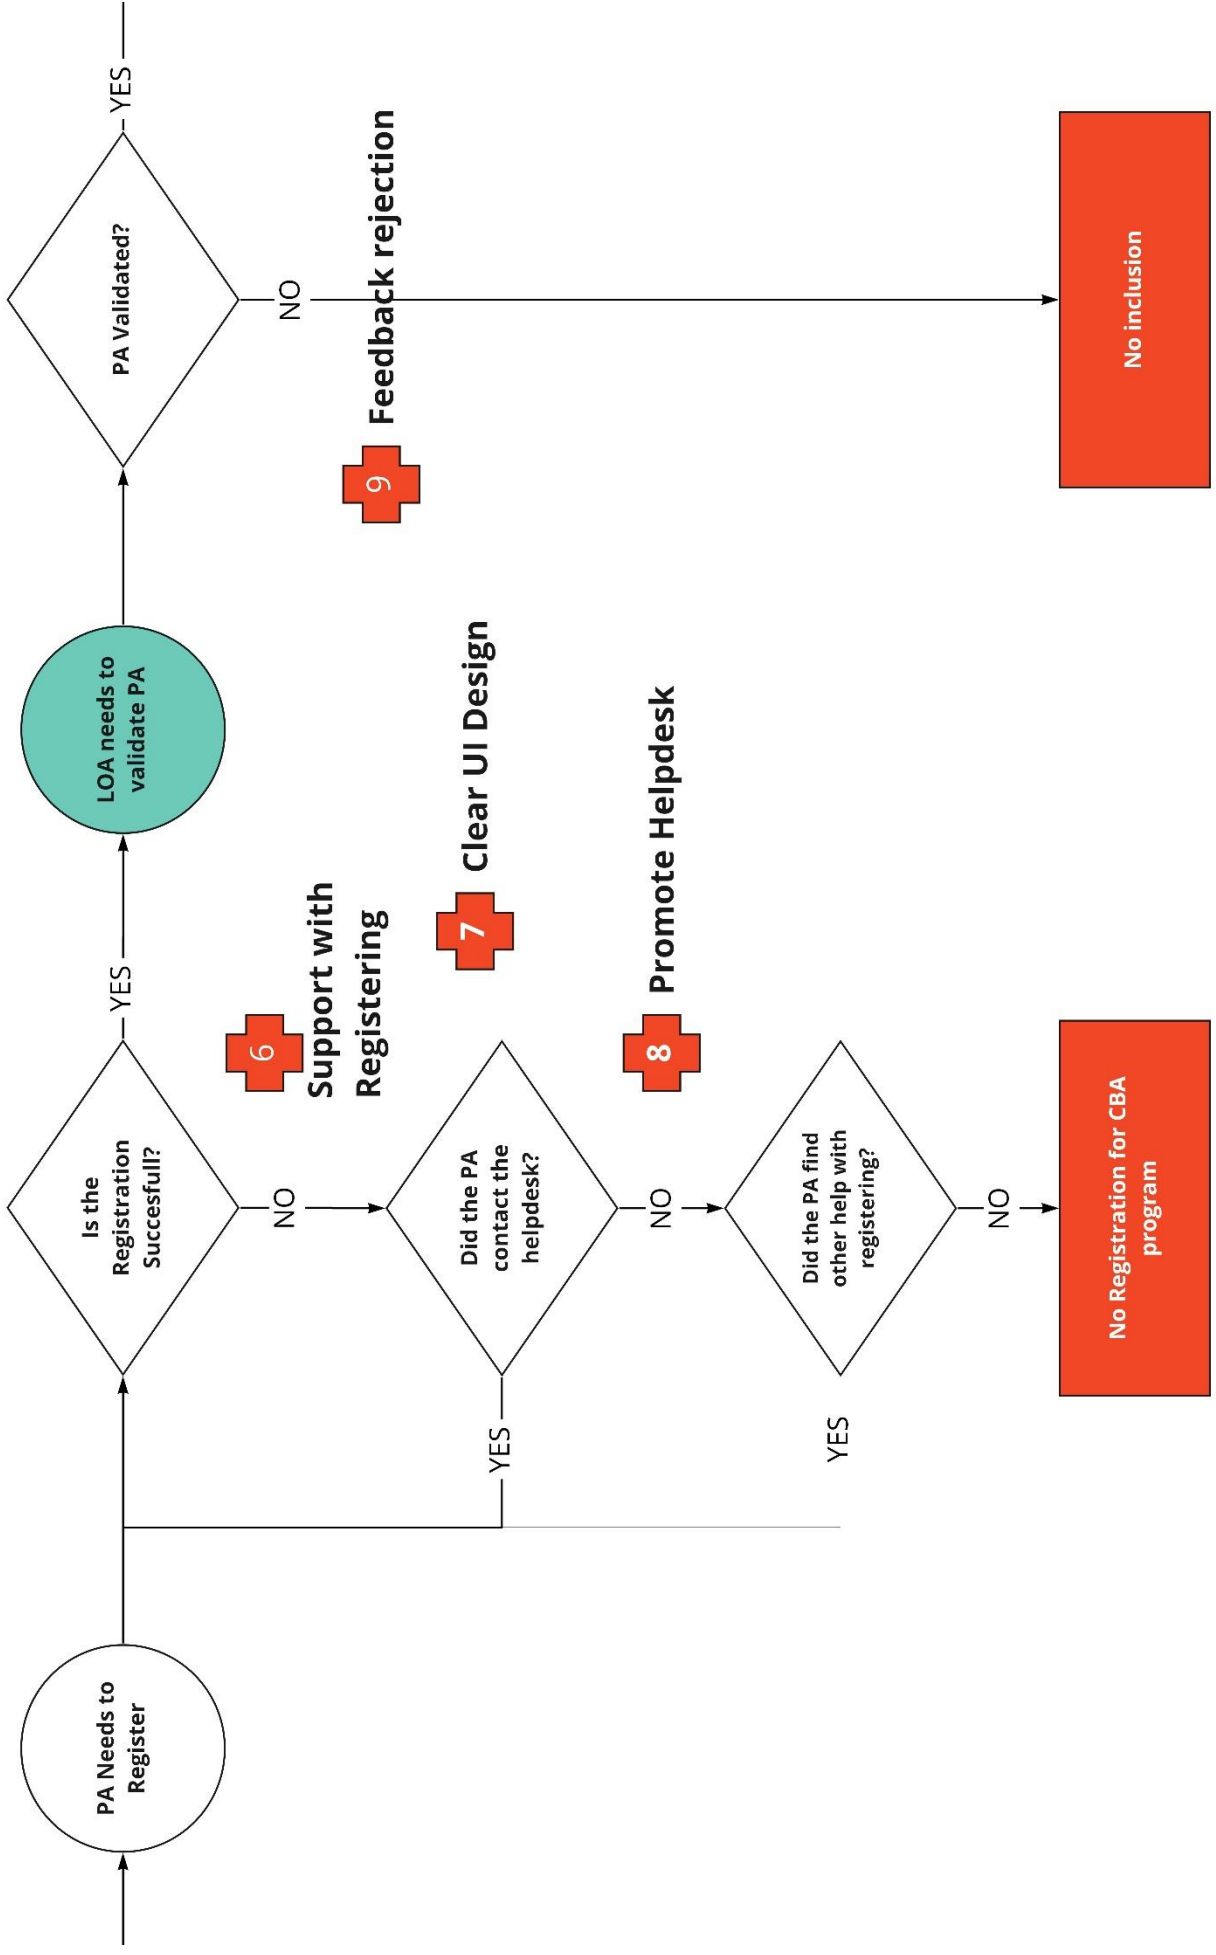 PA Needs to
Register
Is the
Registration
Succesfull?
YES
LOA needs to
validate PA
PA Validated?
YES
NO
6
Support with
Registering
NO
9
Feedback rejection
Did the PA
contact the
helpdesk?
YES
7
Clear UI Design
NO
8
Promote Helpdesk
Did the PA find
other help with
registering?
YES
NO
No Registration for CBA
program
No inclusion